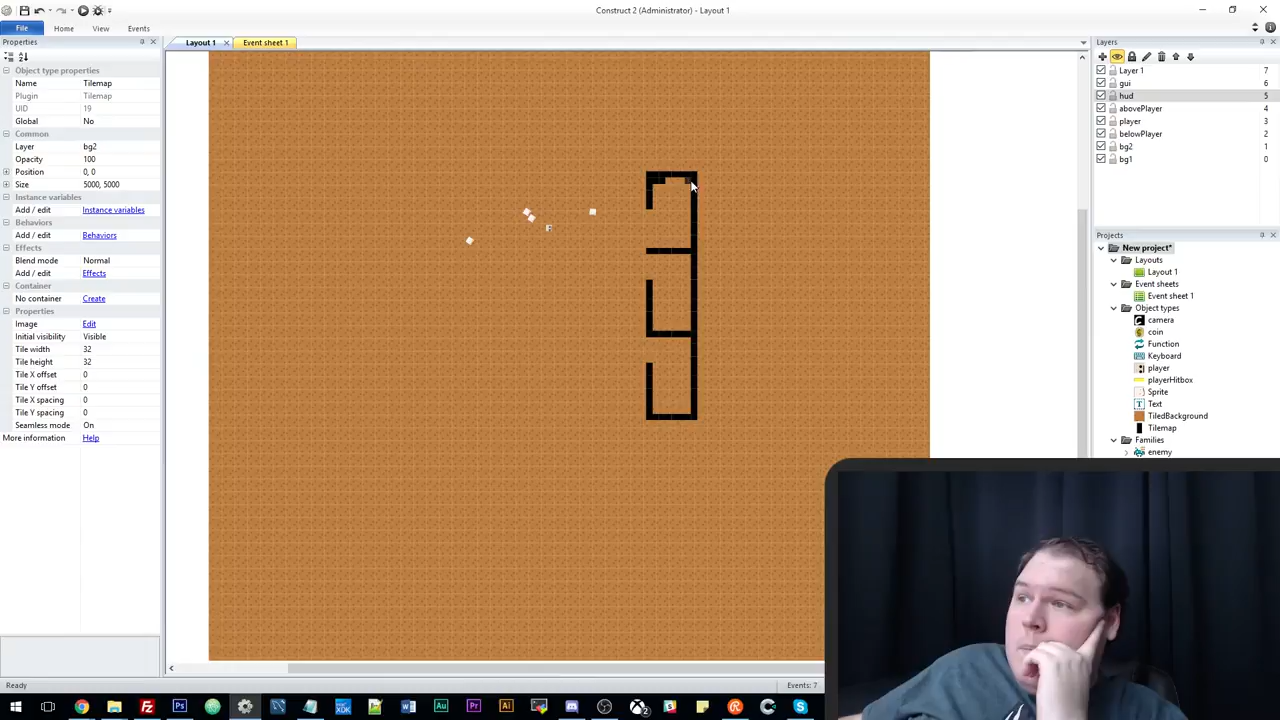 Construct 2 (Administrator) - Layout 1
File
Home
View
Events
Properties
Layout 1
Event sheet 1
Object type properties
Name Tilemap
Plugin Tilemap
UID 19
Global No
Common
Layer bg2
Opacity 100
Position 0, 0
Size 5000, 5000
Instance variables
Add / edit Instance variables
Behaviors
Add / edit Behaviors
Effects
Blend mode Normal
Add / edit Effects
Container
No container Create
Properties
Image Edit
Initial visibility Visible
Tile width 32
Tile height 32
Tile X offset 0
Tile Y offset 0
Tile X spacing 0
Tile Y spacing 0
Seamless mode On
More information Help
Layers
Layer 1 7
gui 6
hud 5
abovePlayer 4
player 3
belowPlayer 2
bg2 1
bg1 0
Projects
New project*
Layouts
Layout 1
Event sheets
Event sheet 1
Object types
camera
coin
Function
Keyboard
player
playerHitbox
Sprite
Text
TiledBackground
Tilemap
Families
enemy
Ready
Events: 7